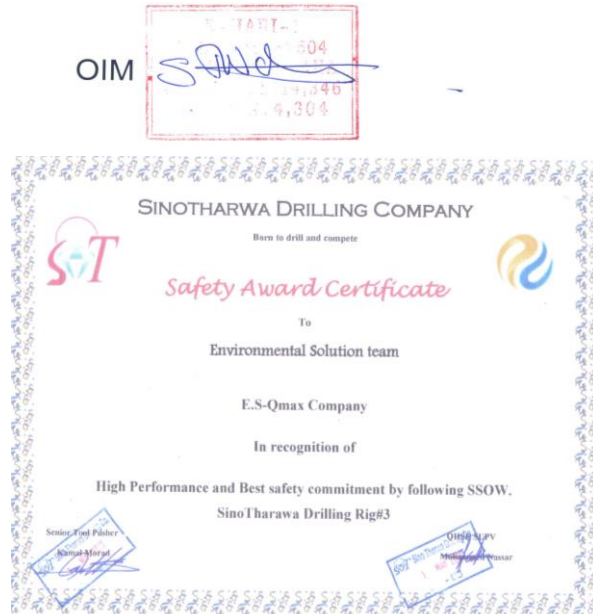 OIM
SINOTHARWA DRILLING COMPANY
Born to drill and compete
SOT
Safety Award Certificate
To
Environmental Solution team
E.S-Qmax Company
In recognition of
High Performance and Best safety commitment by following SSOW.
SinoTharawa Drilling Rig#3
Senior Tool Pusher
Kamal Morad
Nassar